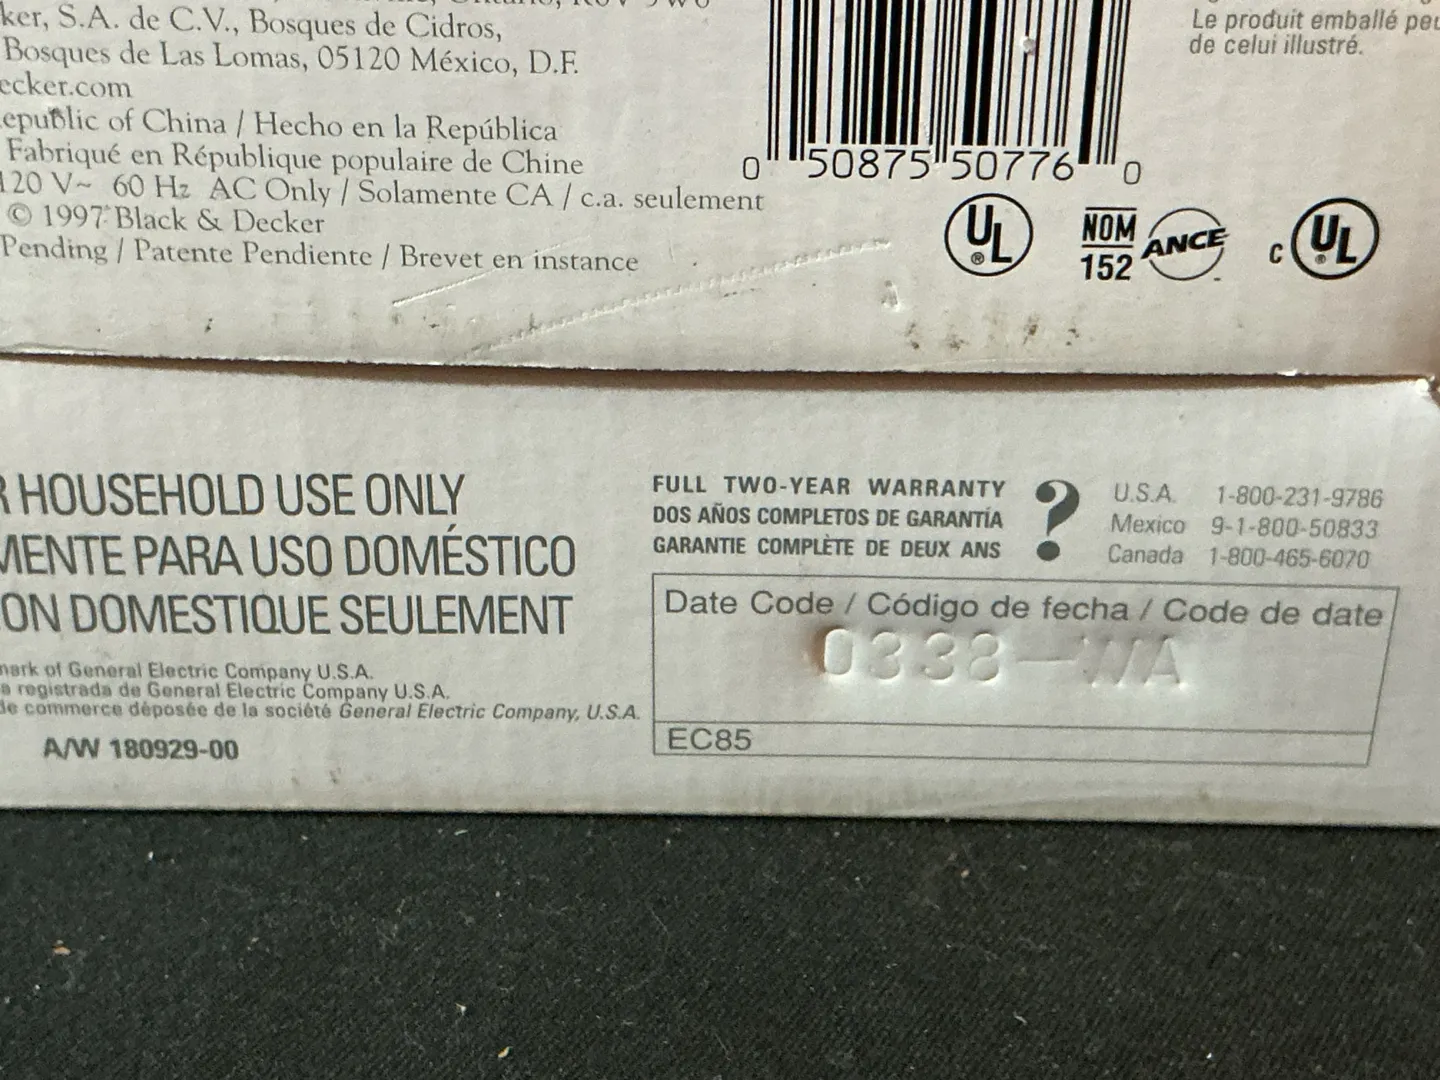 ker, S.A. de C.V., Bosques de Cidros,
Bosques de Las Lomas, 05120 México, D.F.
ecker.com
epublic of China / Hecho en la República
Fabriqué en République populaire de Chine
120 V~ 60 Hz AC Only / Solamente CA / c.a. seulement
© 1997 Black & Decker
Pending / Patente Pendiente / Brevet en instance
Le produit emballé peu
de celui illustré.
0 50875 50776 0
UL ®
NOM
152
ANCE
c UL ®
R HOUSEHOLD USE ONLY
MENTE PARA USO DOMÉSTICO
ON DOMESTIQUE SEULEMENT
mark of General Electric Company U.S.A.
a registrada de General Electric Company U.S.A.
de commerce déposée de la société General Electric Company, U.S.A.
A/W 180929-00
FULL TWO-YEAR WARRANTY
DOS AÑOS COMPLETOS DE GARANTÍA
GARANTIE COMPLÈTE DE DEUX ANS
?
U.S.A. 1-800-231-9786
Mexico 9-1-800-50833
Canada 1-800-465-6070
Date Code / Código de fecha / Code de date
0338-WA
EC85